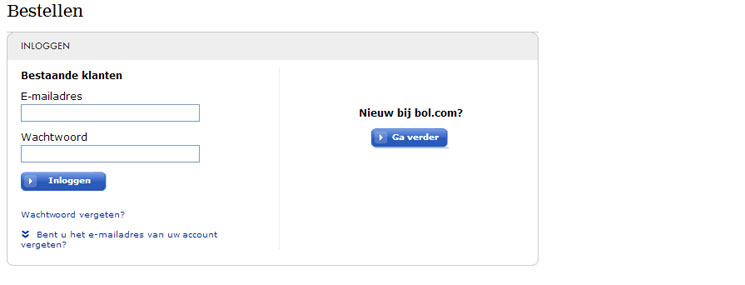 Bestellen
INLOGGEN
Bestaande klanten
E-mailadres
Wachtwoord
Inloggen
Wachtwoord vergeten?
Bent u het e-mailadres van uw account
vergeten?
Nieuw bij bol.com?
Ga verder